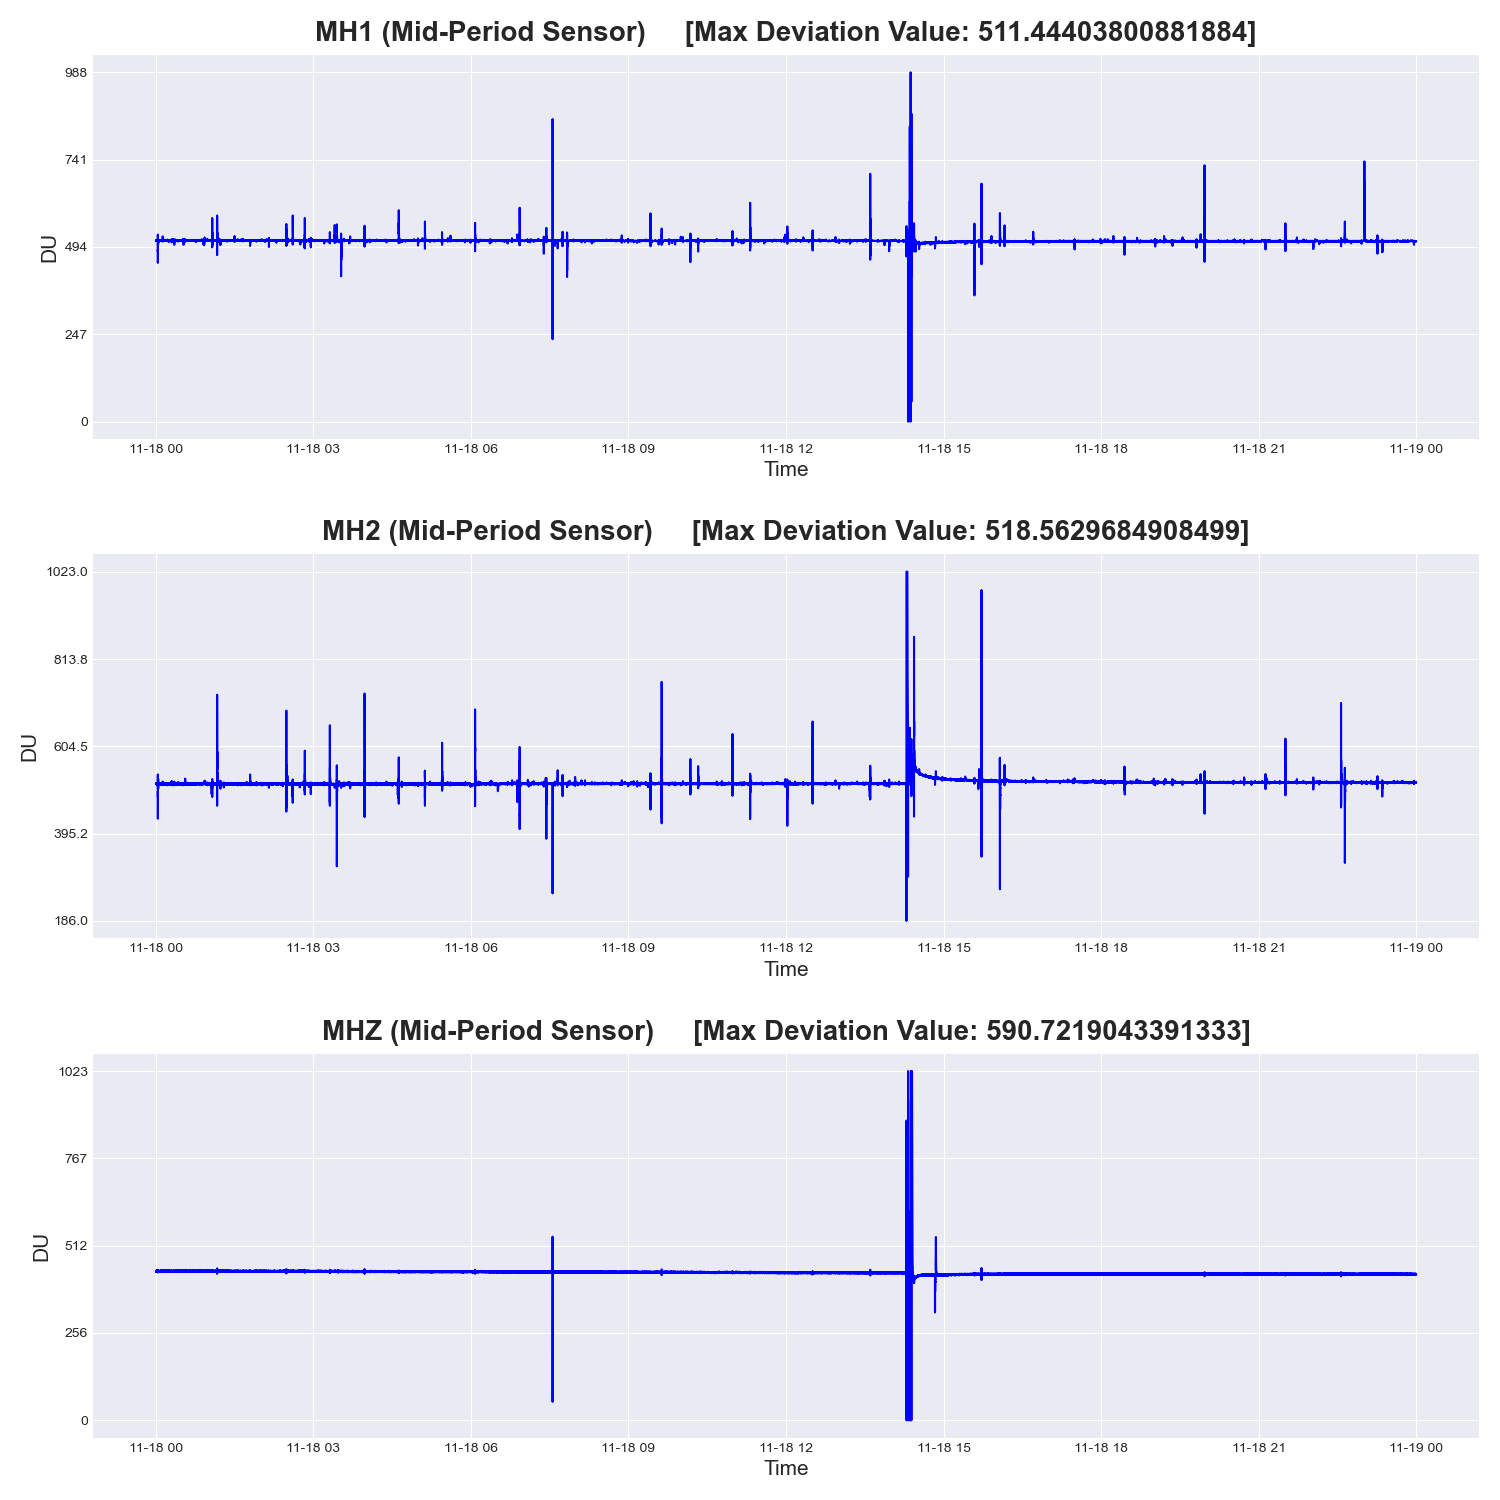 MH1 (Mid-Period Sensor) [Max Deviation Value: 511.44403800881884]
988
741
494
247
0
DU
11-18 00 11-18 03 11-18 06 11-18 09 11-18 12 11-18 15 11-18 18 11-18 21 11-19 00
Time
MH2 (Mid-Period Sensor) [Max Deviation Value: 518.5629684908499]
1023.0
813.8
604.5
395.2
186.0
DU
11-18 00 11-18 03 11-18 06 11-18 09 11-18 12 11-18 15 11-18 18 11-18 21 11-19 00
Time
MHZ (Mid-Period Sensor) [Max Deviation Value: 590.7219043391333]
1023
767
512
256
0
DU
11-18 00 11-18 03 11-18 06 11-18 09 11-18 12 11-18 15 11-18 18 11-18 21 11-19 00
Time